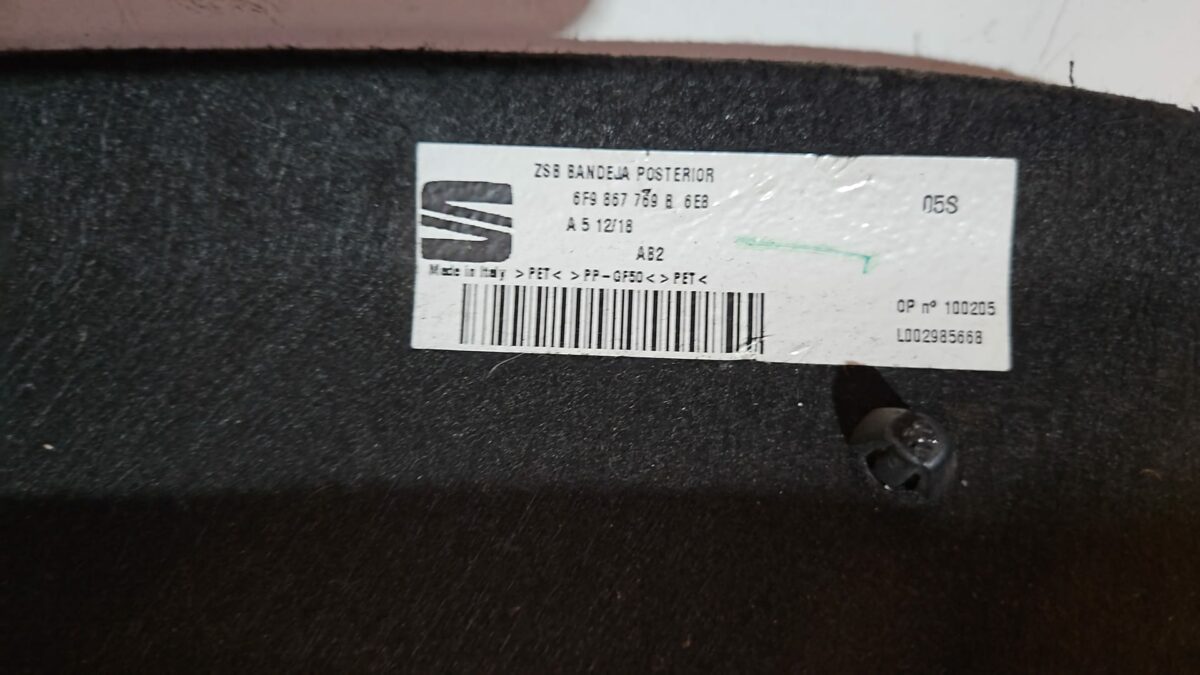 ZSB BANDEJA POSTERIOR
6F9 867 769 B 6E8
05S
A 5 12/18
AB2
Made in Italy >PET< >PP-GF50< >PET<
OP nº 100205
L002985668